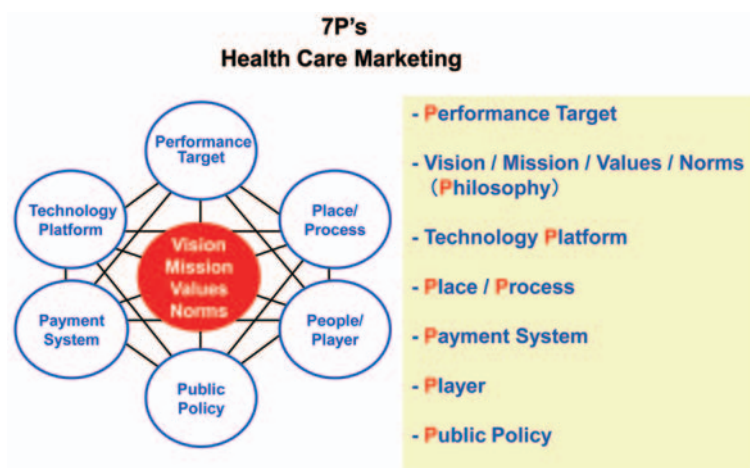 7P's
Health Care Marketing
Performance
Target
Technology
Platform
Place/
Process
Vision
Mission
Values
Norms
Payment
System
People/
Player
Public
Policy
- Performance Target
- Vision / Mission / Values / Norms
（Philosophy）
- Technology Platform
- Place / Process
- Payment System
- Player
- Public Policy